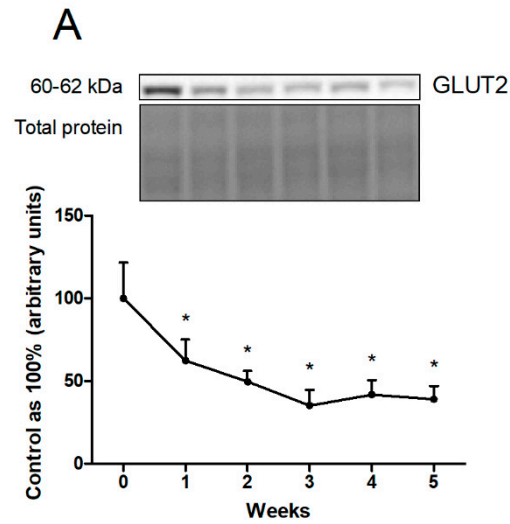 A
60-62 kDa GLUT2
Total protein
Control as 100% (arbitrary units)
150
100
50
0
* * * * *
0 1 2 3 4 5
Weeks